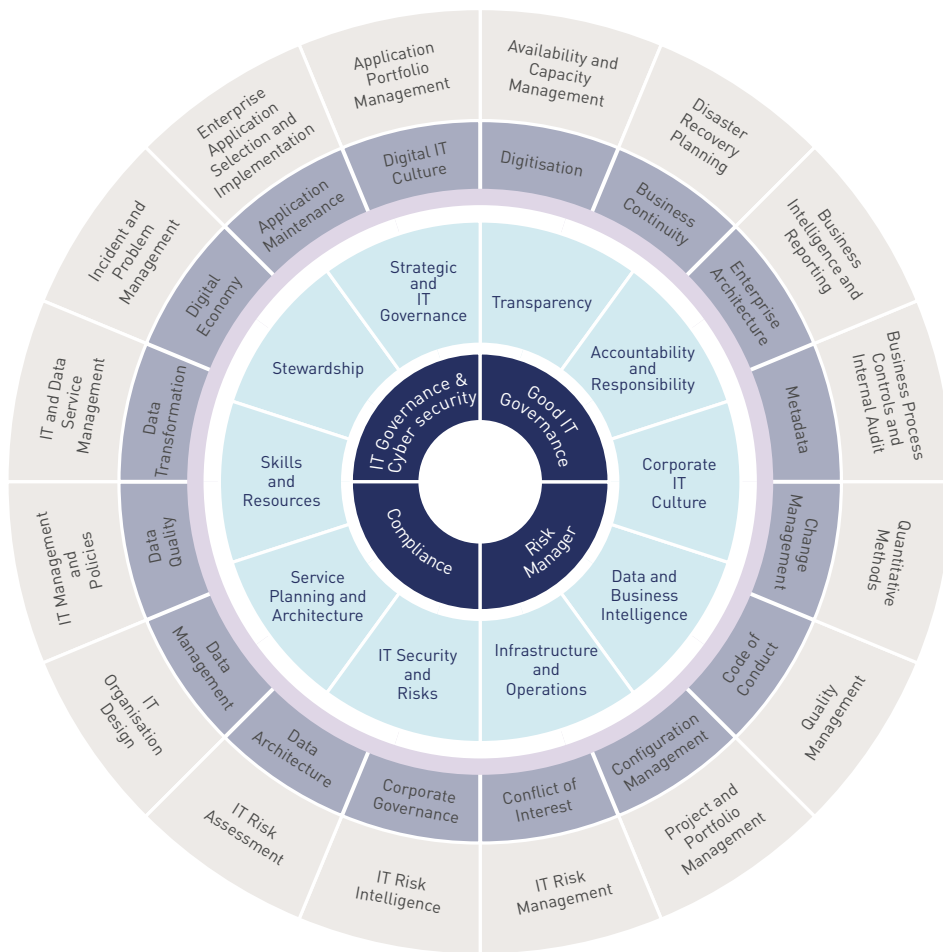 Application
Portfolio
Management
Availability and
Capacity
Management
Disaster
Recovery
Planning
Business
Intelligence and
Reporting
Business Process
Controls and
Internal Audit
Quantitative
Methods
Quality
Management
Project and
Portfolio
Management
IT Risk
Management
IT Risk
Intelligence
IT Risk
Assessment
IT
Organisation
Design
IT Management
and
Policies
IT and Data
Service
Management
Incident and
Problem
Management
Enterprise
Application
Selection and
Implementation
Digital IT
Culture
Digitisation
Business
Continuity
Enterprise
Architecture
Metadata
Change
Management
Code of
Conduct
Configuration
Management
Conflict of
Interest
Corporate
Governance
Data
Architecture
Data
Management
Data
Quality
Data
Transformation
Digital
Economy
Application
Maintenance
Strategic
and
IT
Governance
Transparency
Accountability
and
Responsibility
Corporate
IT
Culture
Data and
Business
Intelligence
Infrastructure
and
Operations
IT Security
and
Risks
Service
Planning and
Architecture
Skills
and
Resources
Stewardship
IT Governance &
Cyber security
Good IT
Governance
Risk
Manager
Compliance